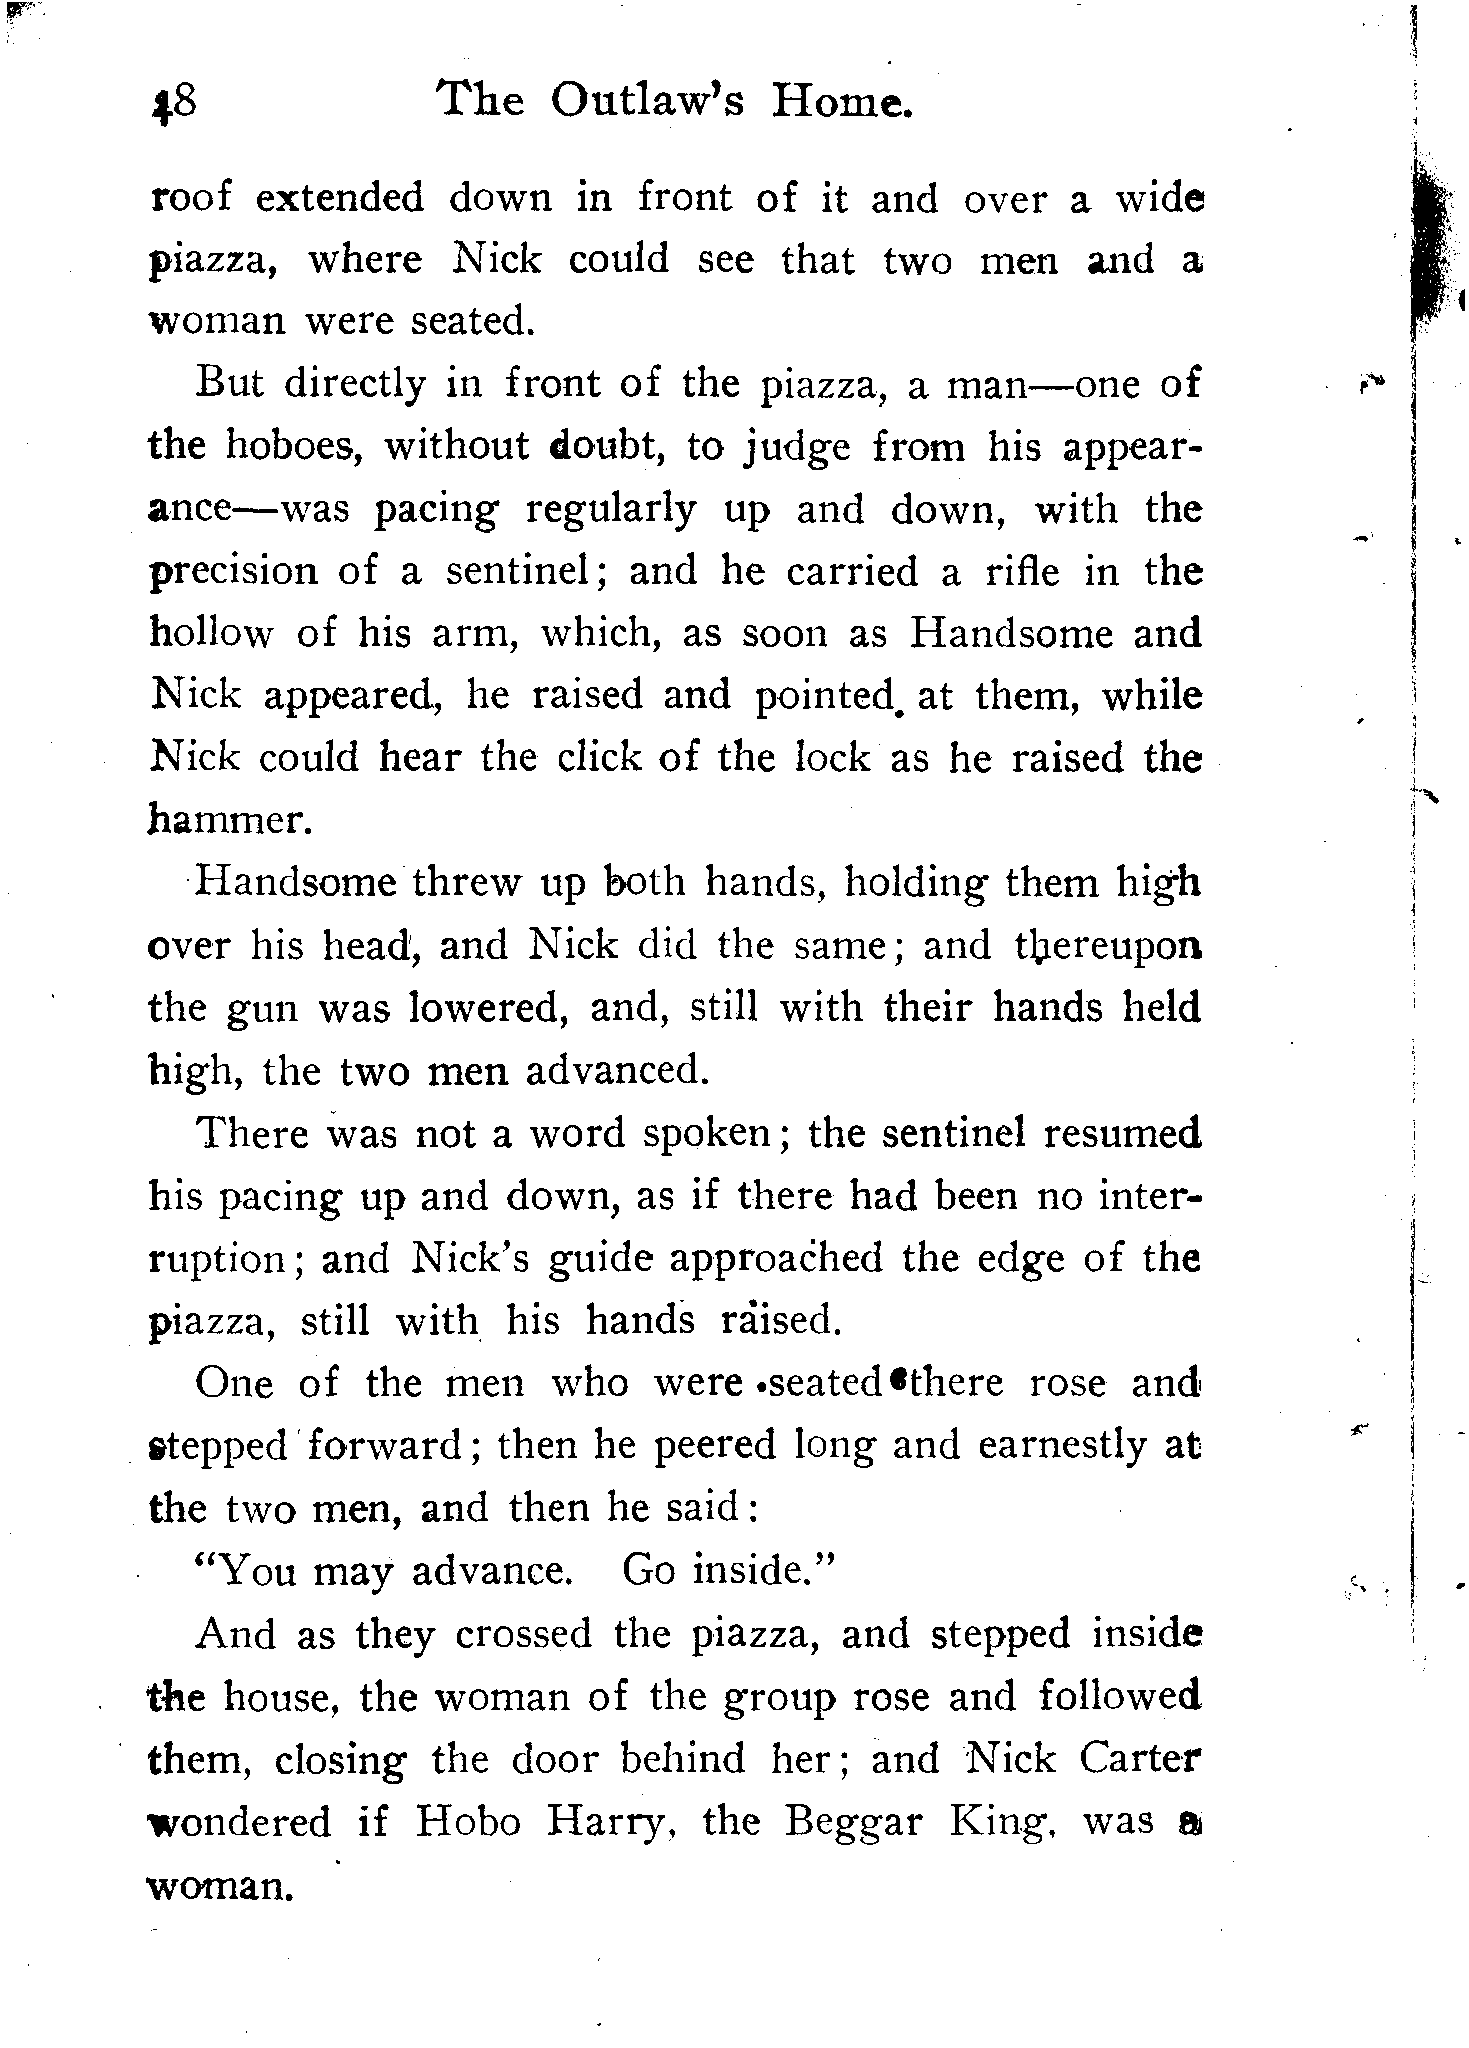 48 The Outlaw's Home.
roof extended down in front of it and over a wide
piazza, where Nick could see that two men and a
woman were seated.
But directly in front of the piazza, a man—one of
the hoboes, without doubt, to judge from his appear-
ance—was pacing regularly up and down, with the
precision of a sentinel; and he carried a rifle in the
hollow of his arm, which, as soon as Handsome and
Nick appeared, he raised and pointed at them, while
Nick could hear the click of the lock as he raised the
hammer.
Handsome threw up both hands, holding them high
over his head, and Nick did the same; and thereupon
the gun was lowered, and, still with their hands held
high, the two men advanced.
There was not a word spoken; the sentinel resumed
his pacing up and down, as if there had been no inter-
ruption; and Nick's guide approached the edge of the
piazza, still with his hands raised.
One of the men who were seated there rose and
stepped forward; then he peered long and earnestly at
the two men, and then he said:
"You may advance. Go inside."
And as they crossed the piazza, and stepped inside
the house, the woman of the group rose and followed
them, closing the door behind her; and Nick Carter
wondered if Hobo Harry, the Beggar King, was a
woman.